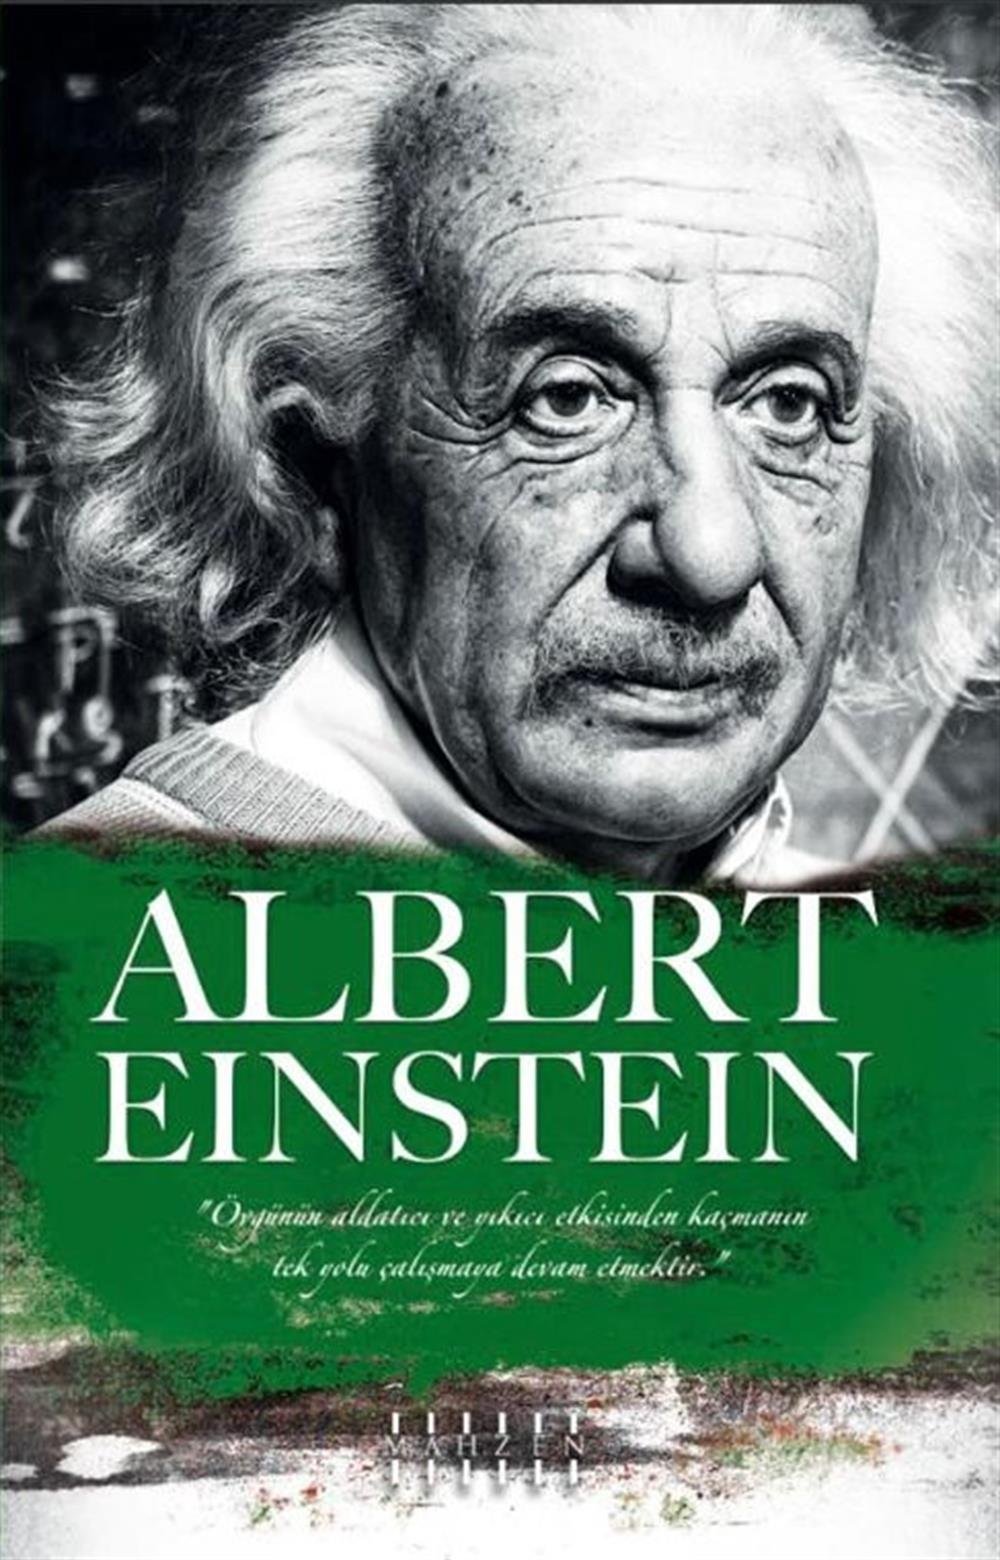 ALBERT
EINSTEIN
"Övgünün aldatıcı ve yıkıcı etkisinden kaçmanın
tek yolu çalışmaya devam etmektir."
MAHZEN